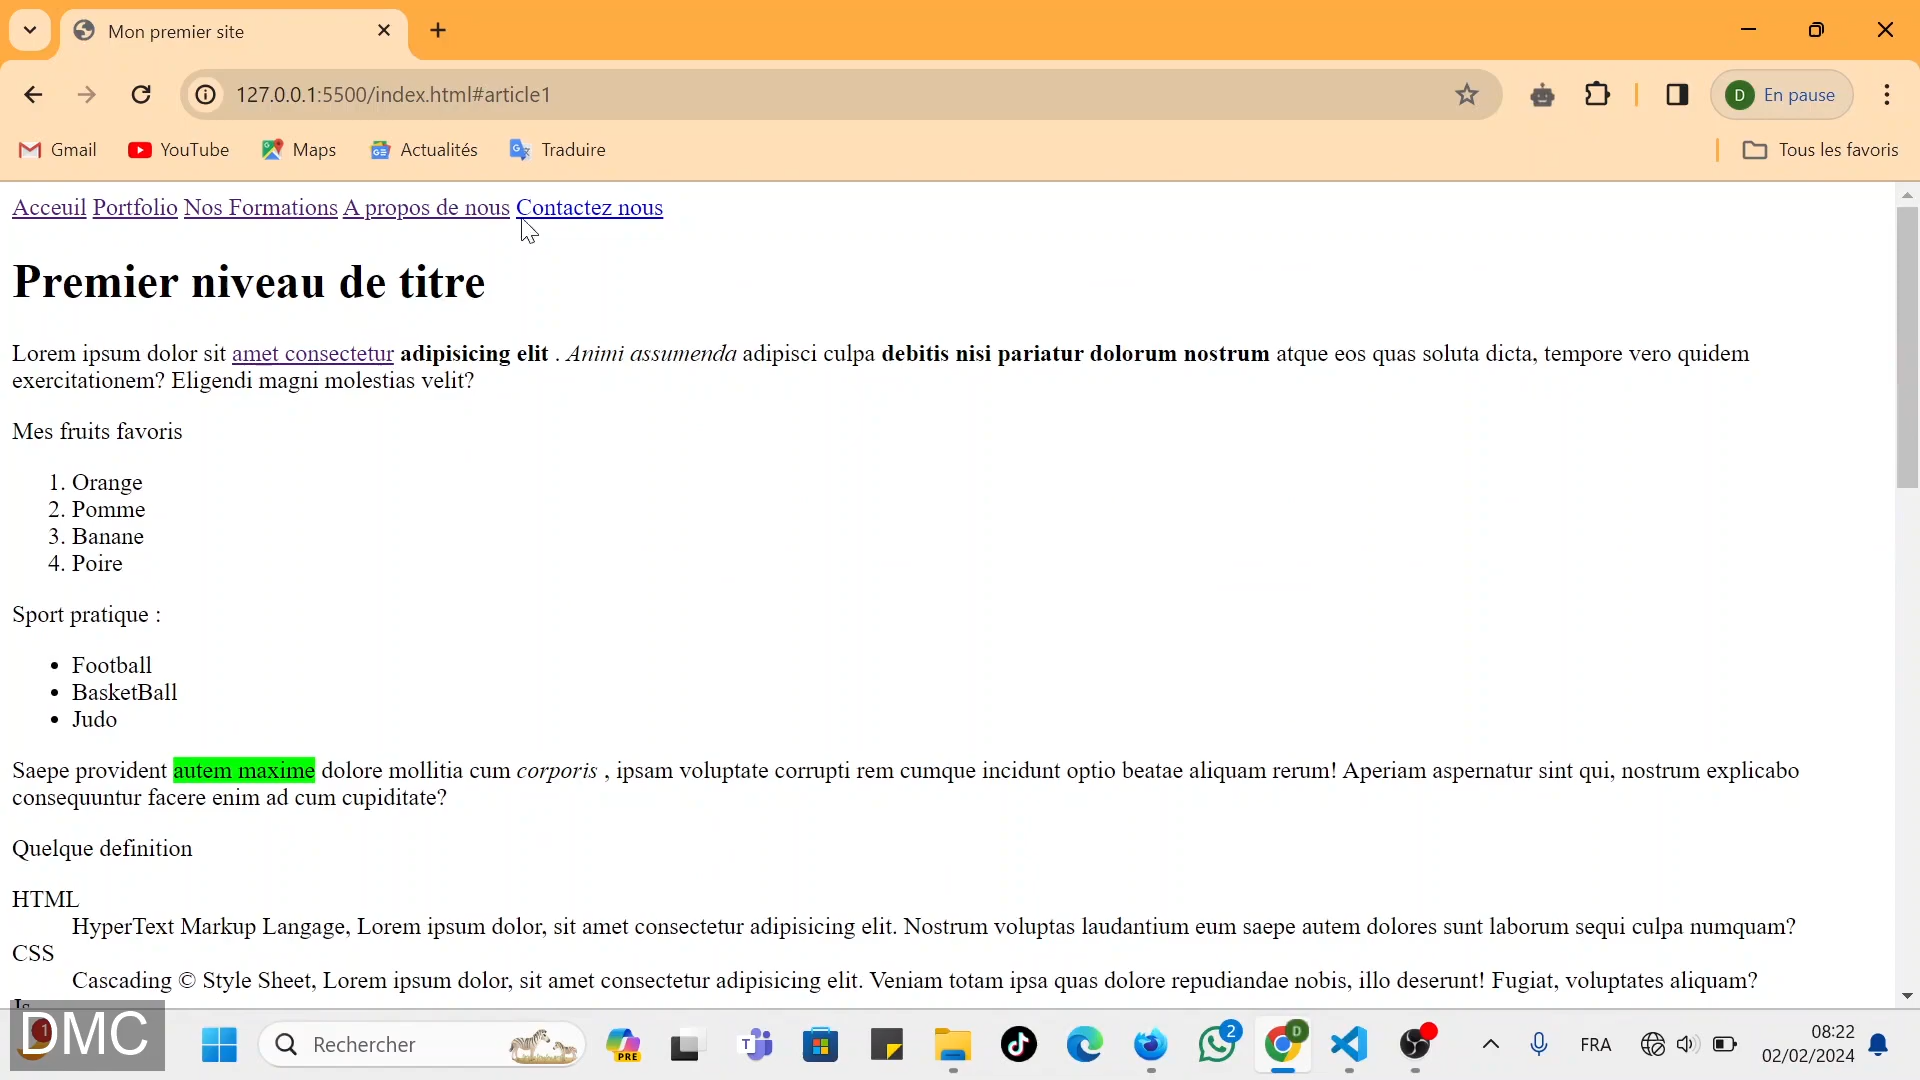 Mon premier site
127.0.0.1:5500/index.html#article1
D En pause
Gmail YouTube Maps Actualités Traduire Tous les favoris
Acceuil Portfolio Nos Formations A propos de nous Contactez nous
Premier niveau de titre
Lorem ipsum dolor sit amet consectetur adipisicing elit . Animi assumenda adipisci culpa debitis nisi pariatur dolorum nostrum atque eos quas soluta dicta, tempore vero quidem
exercitationem? Eligendi magni molestias velit?
Mes fruits favoris
1. Orange
2. Pomme
3. Banane
4. Poire
Sport pratique :
• Football
• BasketBall
• Judo
Saepe provident autem maxime dolore mollitia cum corporis , ipsam voluptate corrupti rem cumque incidunt optio beatae aliquam rerum! Aperiam aspernatur sint qui, nostrum explicabo
consequuntur facere enim ad cum cupiditate?
Quelque definition
HTML
HyperText Markup Langage, Lorem ipsum dolor, sit amet consectetur adipisicing elit. Nostrum voluptas laudantium eum saepe autem dolores sunt laborum sequi culpa numquam?
CSS
Cascading © Style Sheet, Lorem ipsum dolor, sit amet consectetur adipisicing elit. Veniam totam ipsa quas dolore repudiandae nobis, illo deserunt! Fugiat, voluptates aliquam?
DMC
1
Rechercher
PRE
T
2
D
FRA
08:22
02/02/2024